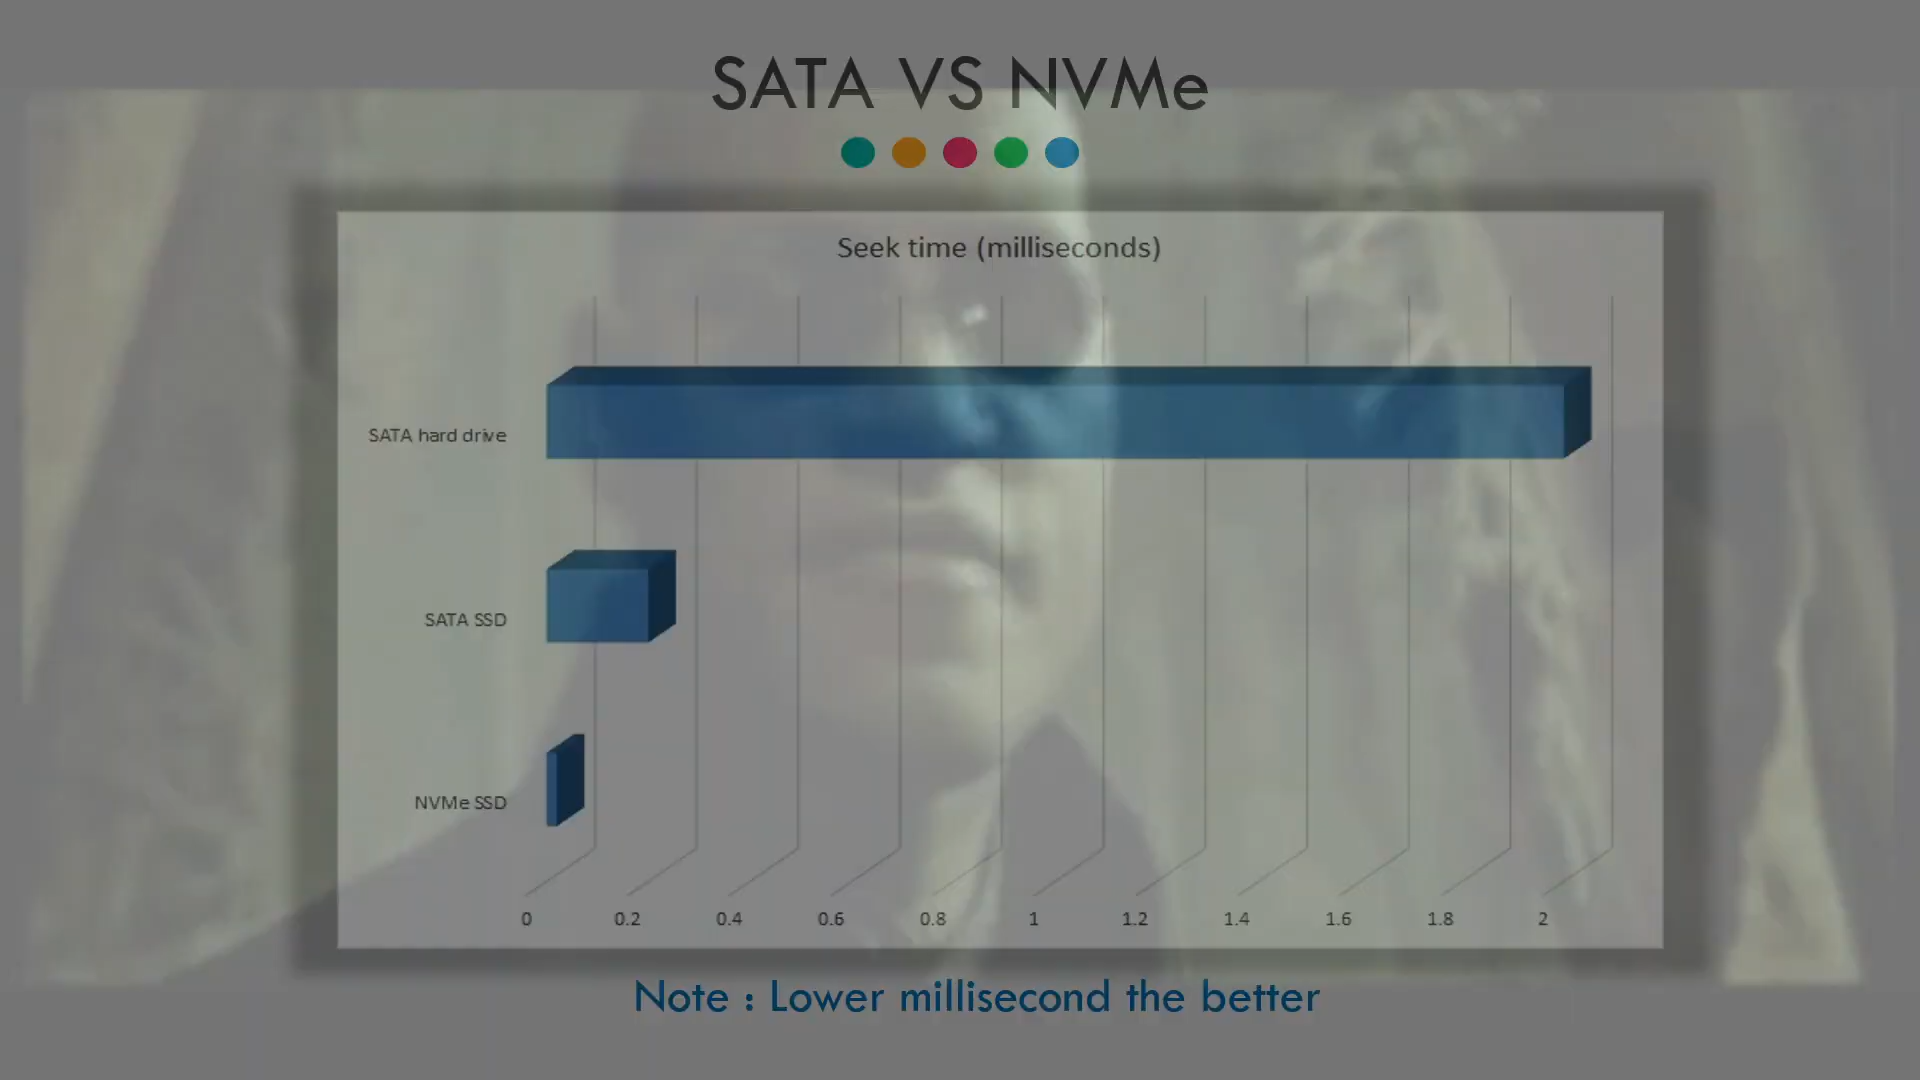 SATA VS NVMe
Seek time (milliseconds)
SATA hard drive
SATA SSD
NVMe SSD
0 0.2 0.4 0.6 0.8 1 1.2 1.4 1.6 1.8 2
Note : Lower millisecond the better